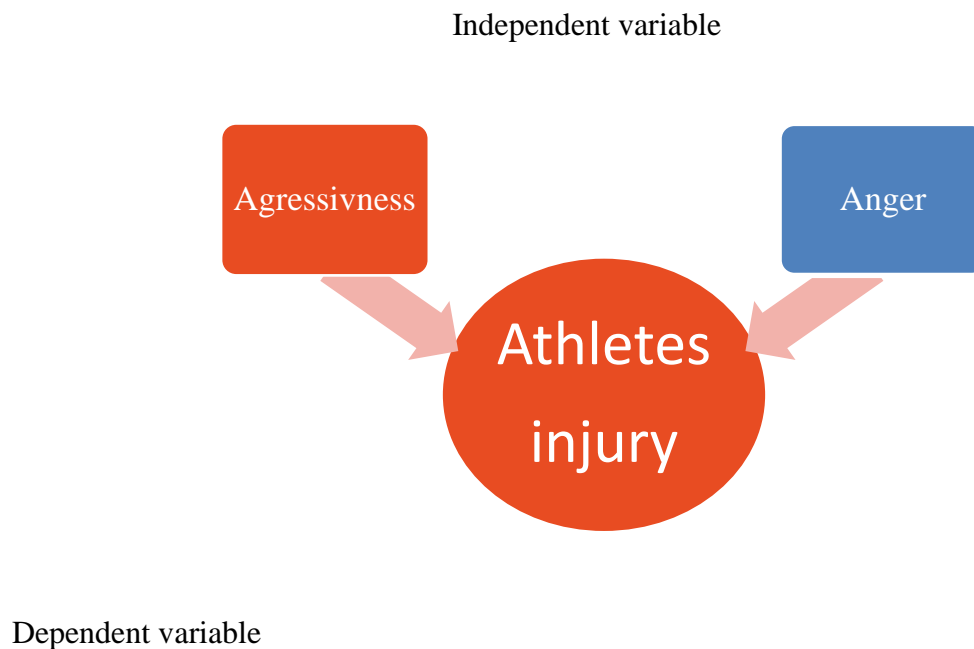 Independent variable
Agressivness
Anger
Athletes
injury
Dependent variable